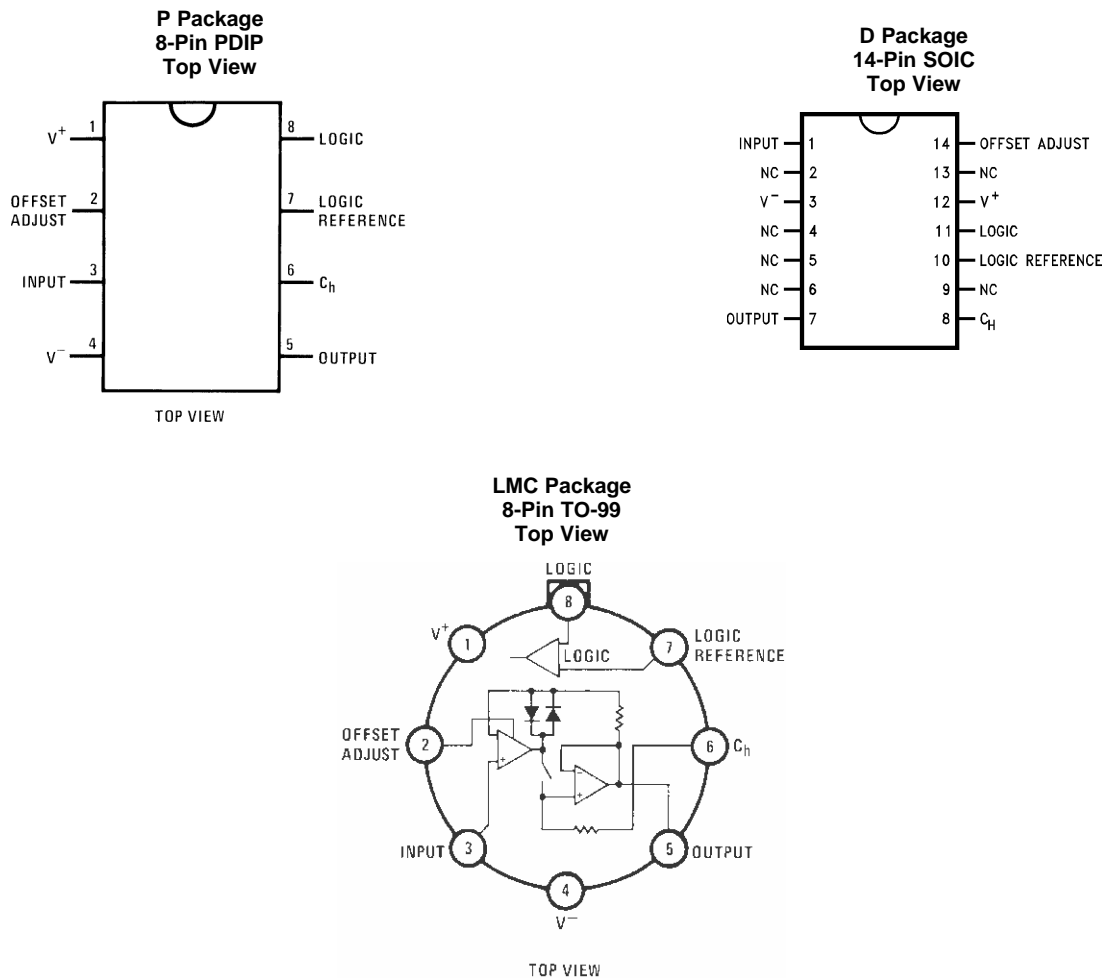 P Package
8-Pin PDIP
Top View
V+ 1
8 LOGIC
OFFSET
ADJUST 2
7 LOGIC
REFERENCE
INPUT 3
6 Ch
V− 4
5 OUTPUT
TOP VIEW
D Package
14-Pin SOIC
Top View
INPUT 1
14 OFFSET ADJUST
NC 2
13 NC
V− 3
12 V+
NC 4
11 LOGIC
NC 5
10 LOGIC REFERENCE
NC 6
9 NC
OUTPUT 7
8 CH
LMC Package
8-Pin TO-99
Top View
LOGIC
8
V+
1
LOGIC
7 LOGIC
REFERENCE
OFFSET
ADJUST 2
6 Ch
+
−
+
INPUT 3
5 OUTPUT
4
V−
TOP VIEW